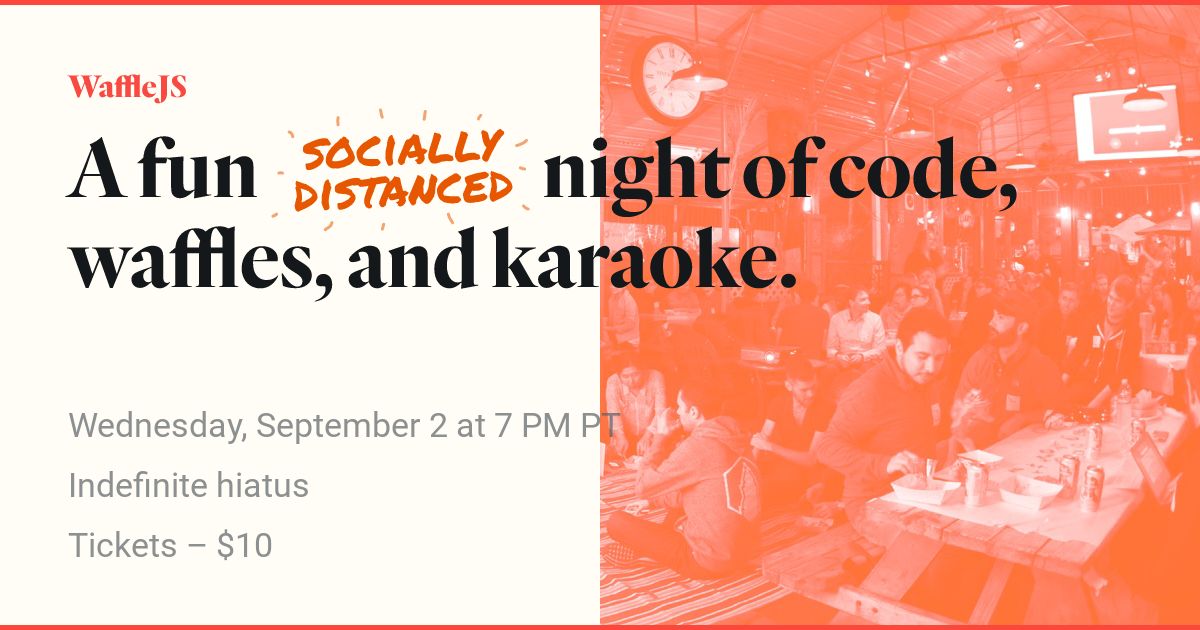 WaffleJS
A fun SOCIALLY DISTANCED night of code,
waffles, and karaoke.
Wednesday, September 2 at 7 PM PT
Indefinite hiatus
Tickets – $10